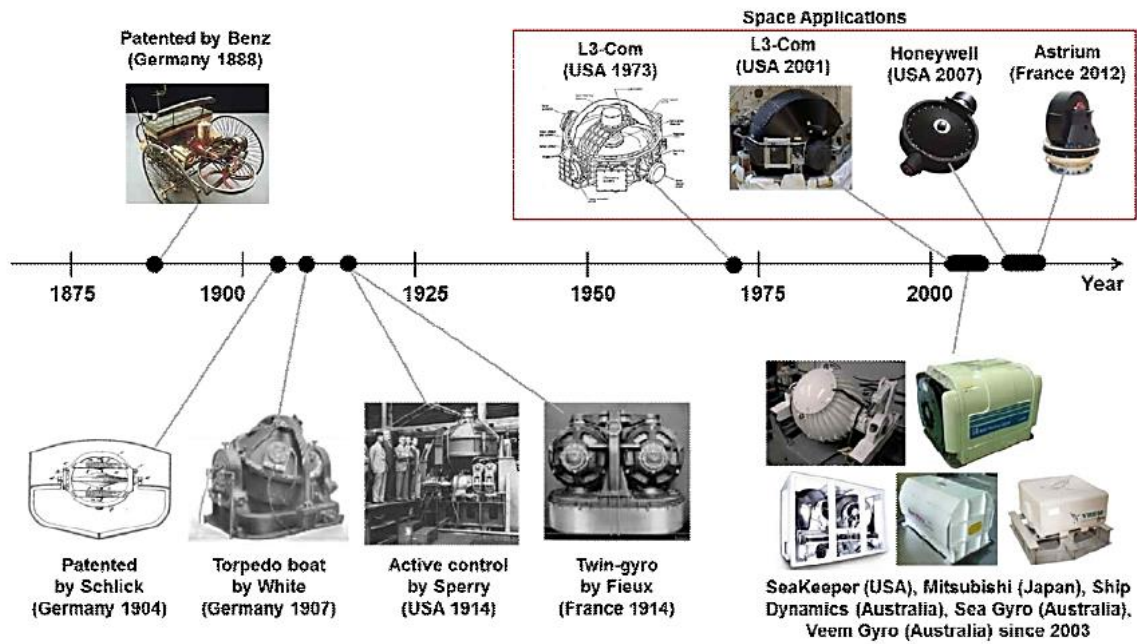 Space Applications
Patented by Benz
(Germany 1888)
L3-Com
(USA 1973)
L3-Com
(USA 2001)
Honeywell
(USA 2007)
Astrium
(France 2012)
1875
1900
1925
1950
1975
2000
Year
Patented
by Schlick
(Germany 1904)
Torpedo boat
by White
(Germany 1907)
Active control
by Sperry
(USA 1914)
Twin-gyro
by Fieux
(France 1914)
SeaKeeper (USA), Mitsubishi (Japan), Ship
Dynamics (Australia), Sea Gyro (Australia),
Veem Gyro (Australia) since 2003